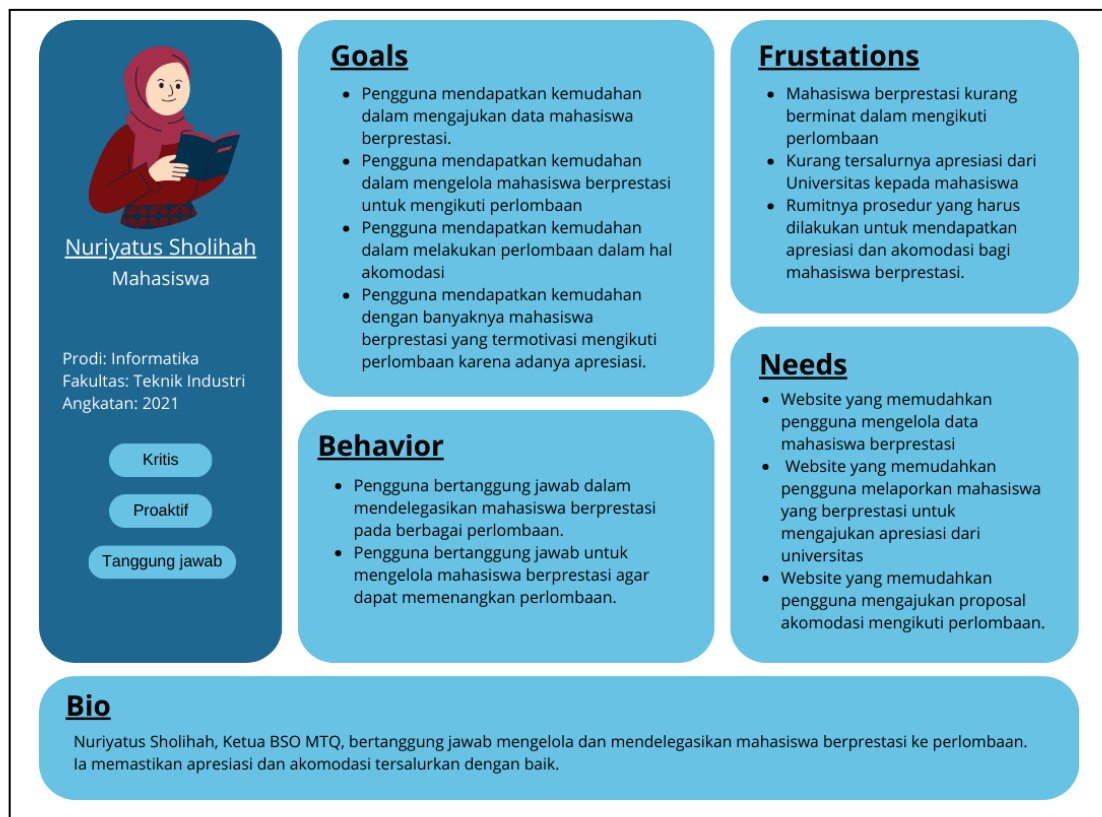 Nuriyatus Sholihah
Mahasiswa
Prodi: Informatika
Fakultas: Teknik Industri
Angkatan: 2021
Kritis
Proaktif
Tanggung jawab
Goals
• Pengguna mendapatkan kemudahan
dalam mengajukan data mahasiswa
berprestasi.
• Pengguna mendapatkan kemudahan
dalam mengelola mahasiswa berprestasi
untuk mengikuti perlombaan
• Pengguna mendapatkan kemudahan
dalam melakukan perlombaan dalam hal
akomodasi
• Pengguna mendapatkan kemudahan
dengan banyaknya mahasiswa
berprestasi yang termotivasi mengikuti
perlombaan karena adanya apresiasi.
Behavior
• Pengguna bertanggung jawab dalam
mendelegasikan mahasiswa berprestasi
pada berbagai perlombaan.
• Pengguna bertanggung jawab untuk
mengelola mahasiswa berprestasi agar
dapat memenangkan perlombaan.
Frustations
• Mahasiswa berprestasi kurang
berminat dalam mengikuti
perlombaan
• Kurang tersalurnya apresiasi dari
Universitas kepada mahasiswa
• Rumitnya prosedur yang harus
dilakukan untuk mendapatkan
apresiasi dan akomodasi bagi
mahasiswa berprestasi.
Needs
• Website yang memudahkan
pengguna mengelola data
mahasiswa berprestasi
• Website yang memudahkan
pengguna melaporkan mahasiswa
yang berprestasi untuk
mengajukan apresiasi dari
universitas
• Website yang memudahkan
pengguna mengajukan proposal
akomodasi mengikuti perlombaan.
Bio
Nuriyatus Sholihah, Ketua BSO MTQ, bertanggung jawab mengelola dan mendelegasikan mahasiswa berprestasi ke perlombaan.
Ia memastikan apresiasi dan akomodasi tersalurkan dengan baik.